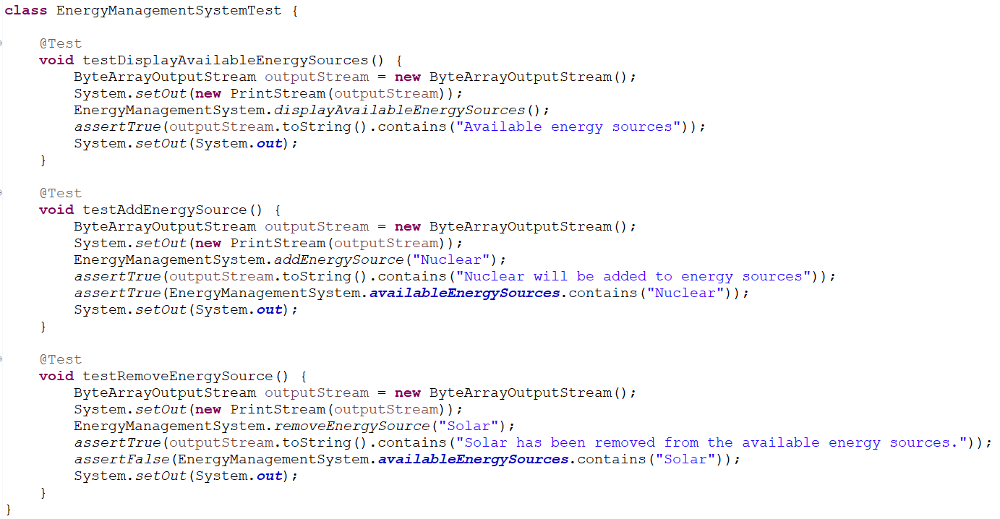 class EnergyManagementSystemTest {
@Test
void testDisplayAvailableEnergySources() {
ByteArrayOutputStream outputStream = new ByteArrayOutputStream();
System.setOut(new PrintStream(outputStream));
EnergyManagementSystem.displayAvailableEnergySources();
assertTrue(outputStream.toString().contains("Available energy sources"));
System.setOut(System.out);
}
@Test
void testAddEnergySource() {
ByteArrayOutputStream outputStream = new ByteArrayOutputStream();
System.setOut(new PrintStream(outputStream));
EnergyManagementSystem.addEnergySource("Nuclear");
assertTrue(outputStream.toString().contains("Nuclear will be added to energy sources"));
assertTrue(EnergyManagementSystem.availableEnergySources.contains("Nuclear"));
System.setOut(System.out);
}
@Test
void testRemoveEnergySource() {
ByteArrayOutputStream outputStream = new ByteArrayOutputStream();
System.setOut(new PrintStream(outputStream));
EnergyManagementSystem.removeEnergySource("Solar");
assertTrue(outputStream.toString().contains("Solar has been removed from the available energy sources."));
assertFalse(EnergyManagementSystem.availableEnergySources.contains("Solar"));
System.setOut(System.out);
}
}